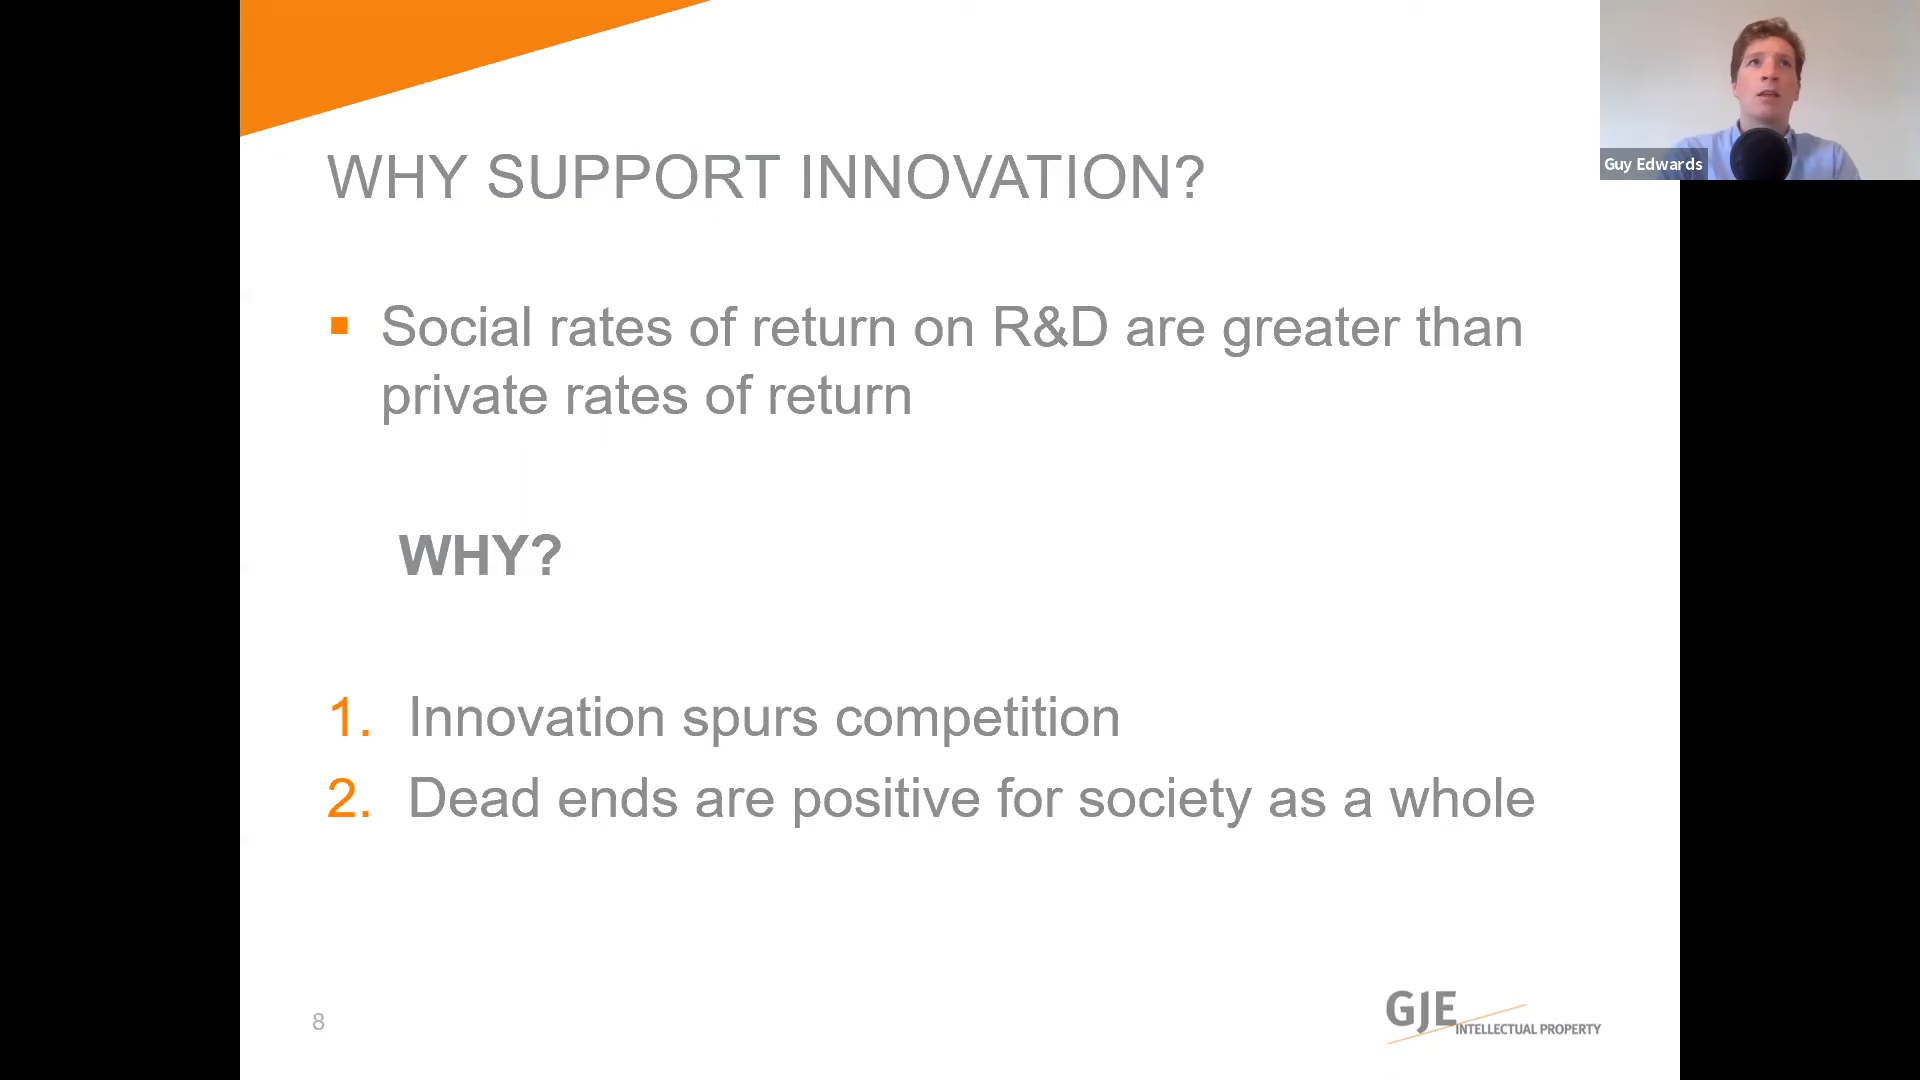 Guy Edwards
WHY SUPPORT INNOVATION?
Social rates of return on R&D are greater than
private rates of return
WHY?
1. Innovation spurs competition
2. Dead ends are positive for society as a whole
8
GJE
INTELLECTUAL PROPERTY